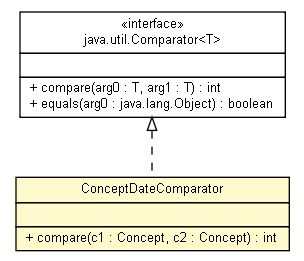 «interface»
java.util.Comparator<T>
+ compare(arg0 : T, arg1 : T) : int
+ equals(arg0 : java.lang.Object) : boolean
ConceptDateComparator
+ compare(c1 : Concept, c2 : Concept) : int